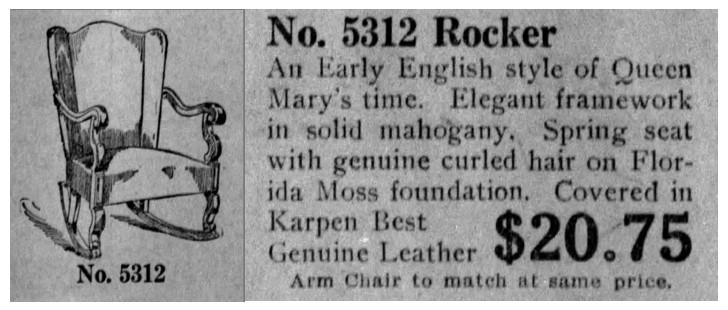 No. 5312
No. 5312 Rocker
An Early English style of Queen
Mary's time. Elegant framework
in solid mahogany. Spring seat
with genuine curled hair on Flor-
ida Moss foundation. Covered in
Karpen Best
Genuine Leather $20.75
Arm Chair to match at same price.